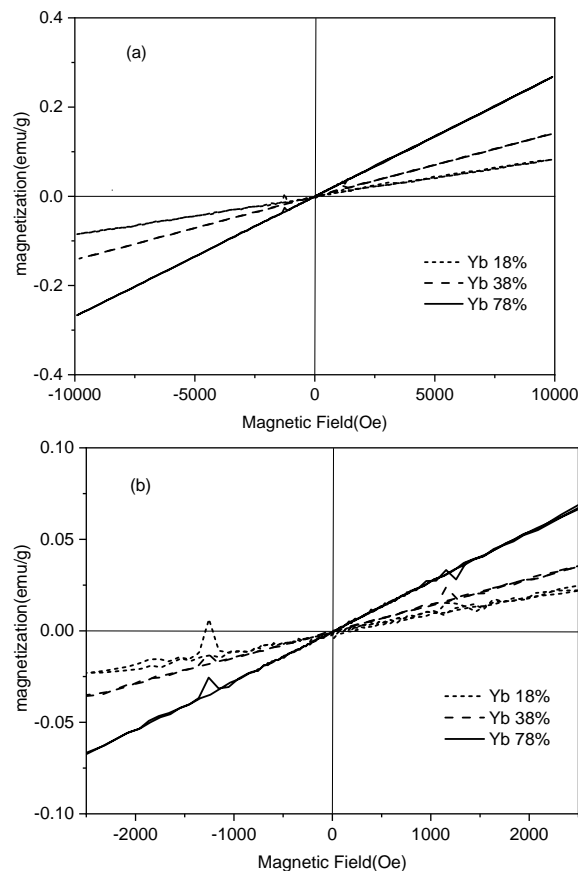 0.4
(a)
0.2
0.0
-0.2
-0.4
magnetization(emu/g)
Yb 18%
Yb 38%
Yb 78%
-10000 -5000 0 5000 10000
Magnetic Field(Oe)
0.10
(b)
0.05
0.00
-0.05
-0.10
magnetization(emu/g)
Yb 18%
Yb 38%
Yb 78%
-2000 -1000 0 1000 2000
Magnetic Field(Oe)